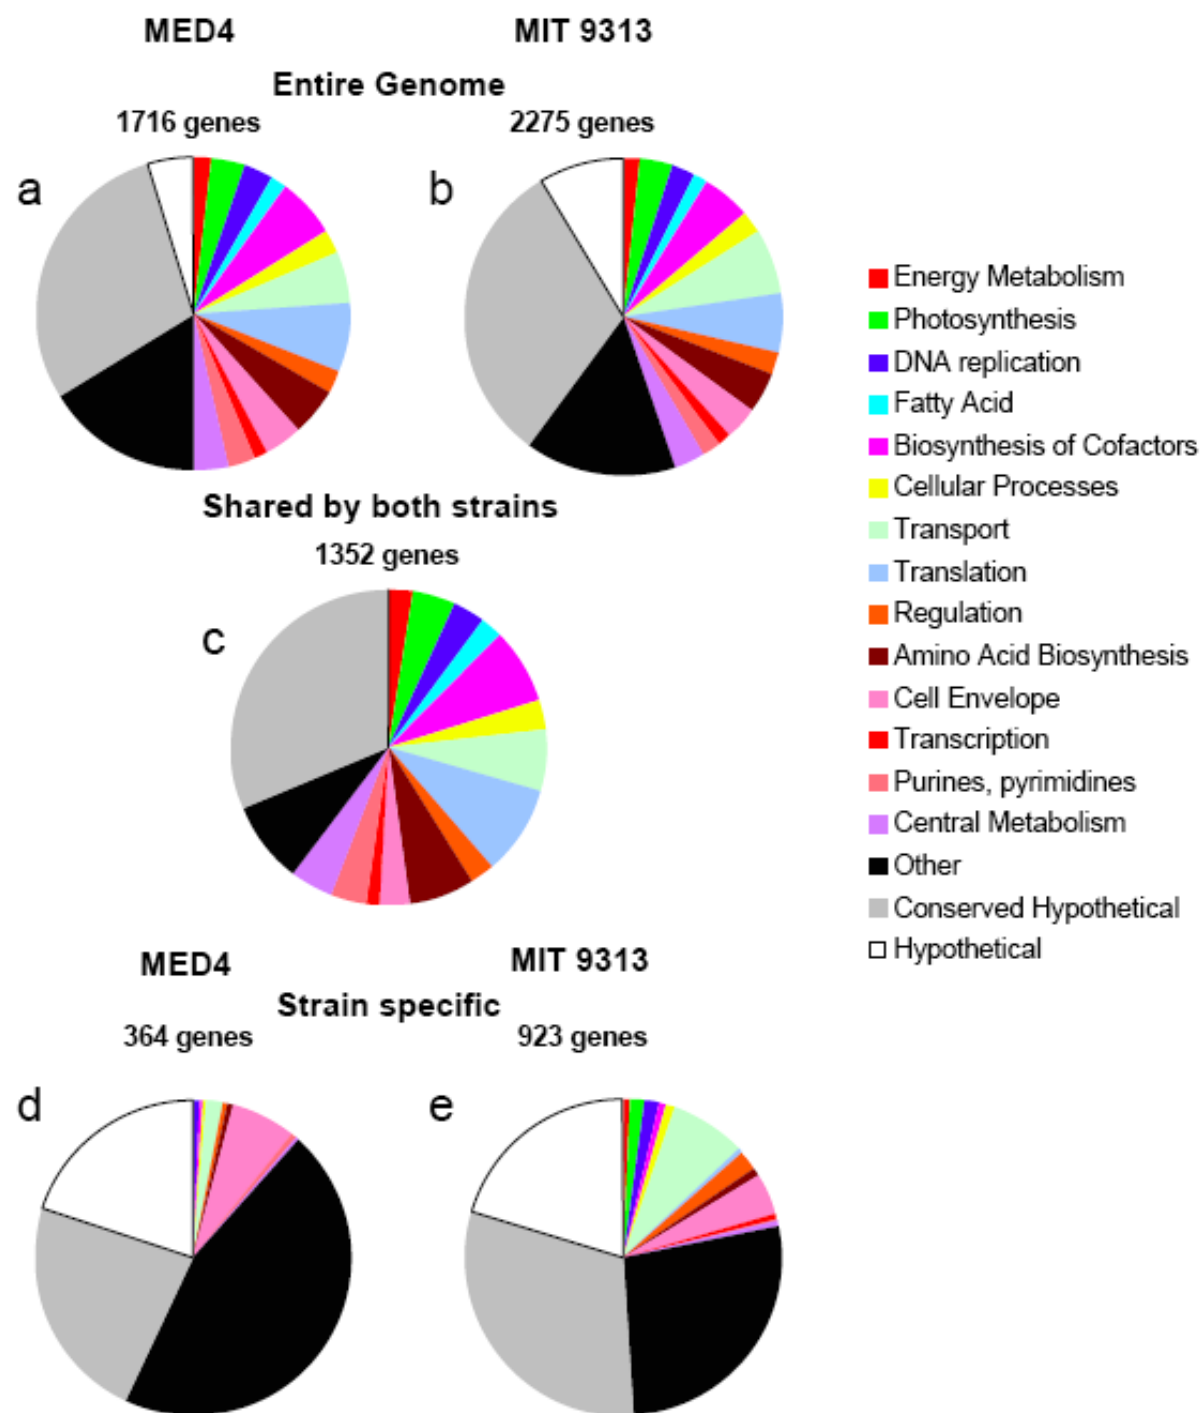 MED4
MIT 9313
Entire Genome
1716 genes
2275 genes
a
b
Shared by both strains
1352 genes
c
MED4
MIT 9313
Strain specific
364 genes
923 genes
d
e
Energy Metabolism
Photosynthesis
DNA replication
Fatty Acid
Biosynthesis of Cofactors
Cellular Processes
Transport
Translation
Regulation
Amino Acid Biosynthesis
Cell Envelope
Transcription
Purines, pyrimidines
Central Metabolism
Other
Conserved Hypothetical
Hypothetical